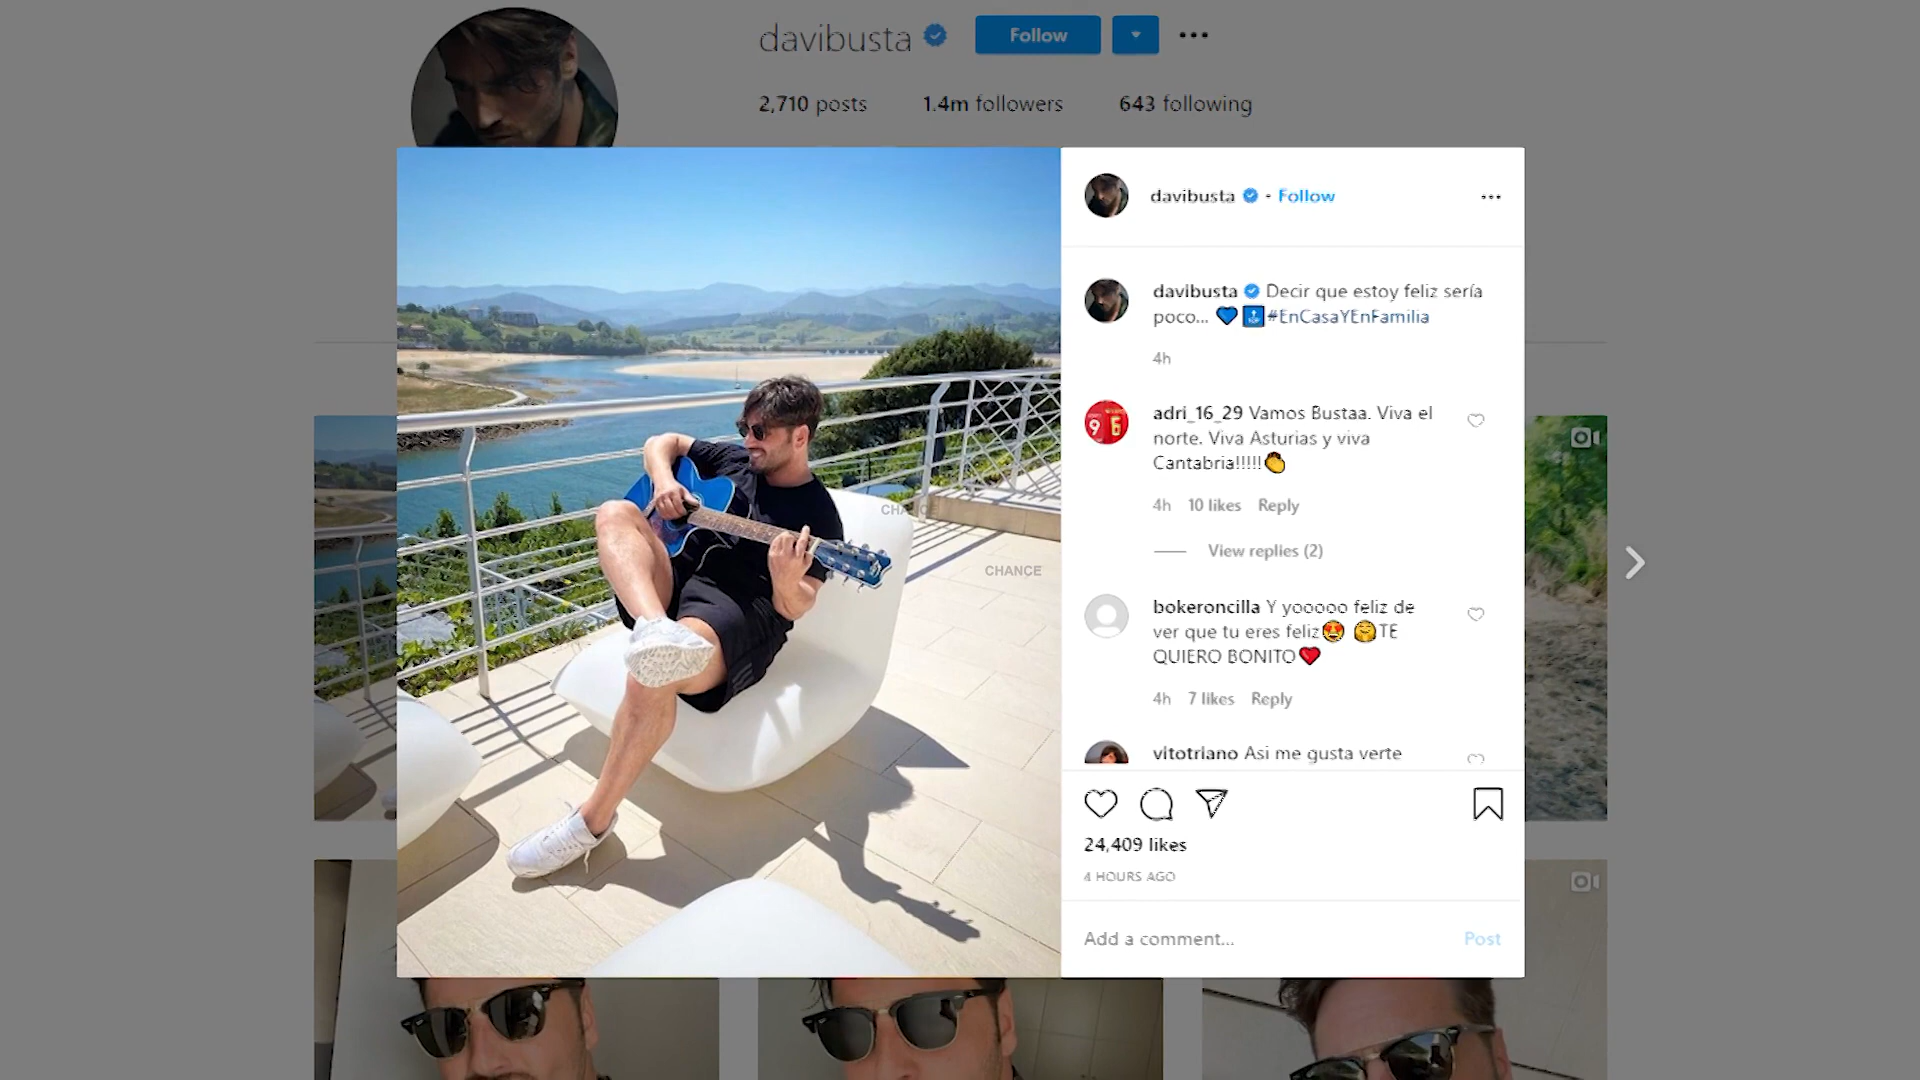 davibusta
Follow
2,710 posts
1.4m followers
643 following
CHANCE
CHANCE
davibusta - Follow
davibusta Decir que estoy feliz sería
poco... 💙🔝#EnCasaYEnFamilia
4h
adri_16_29 Vamos Bustaa. Viva el
norte. Viva Asturias y viva
Cantabria!!!!!👏
4h 10 likes Reply
View replies (2)
bokeroncilla Y yooooo feliz de
ver que tu eres feliz😍 🤗TE
QUIERO BONITO❤
4h 7 likes Reply
vitotriano Asi me gusta verte
24,409 likes
4 HOURS AGO
Add a comment...
Post